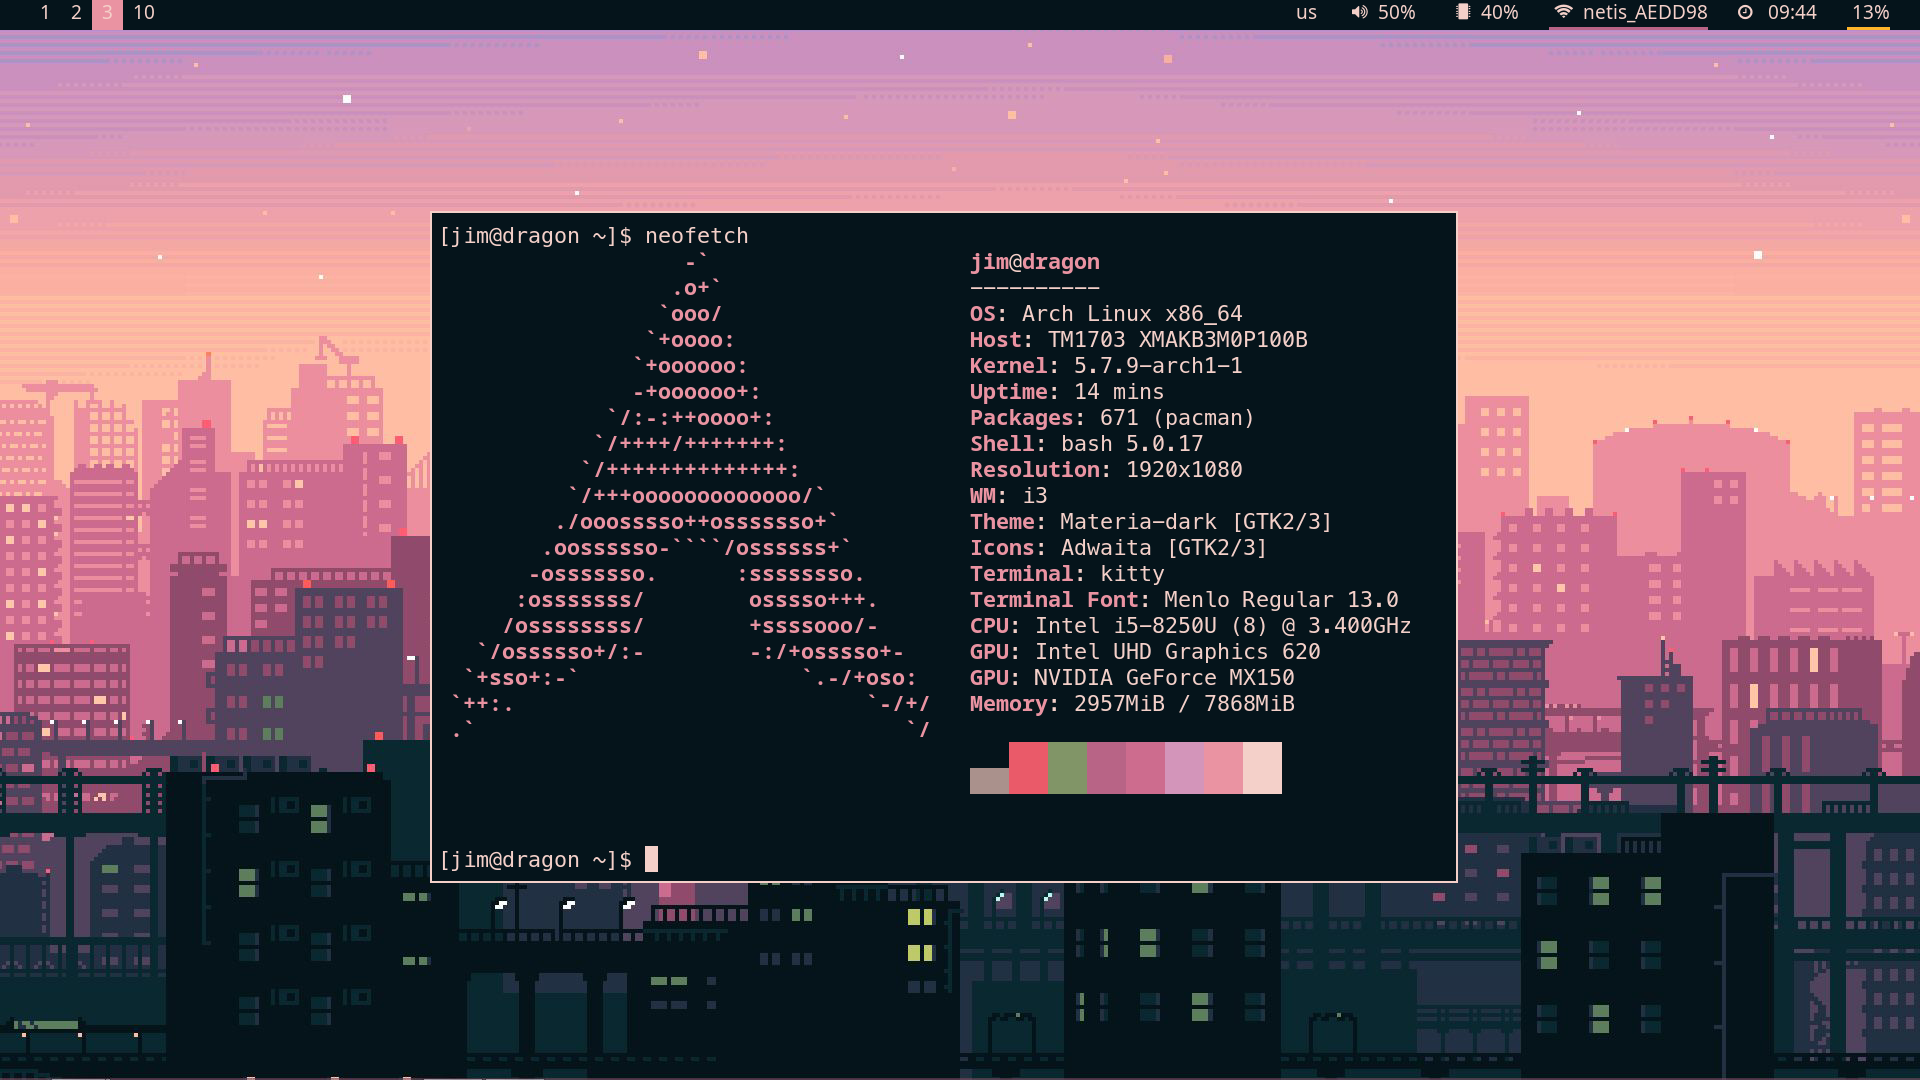 1 2 3 10 us 50% 40% netis_AEDD98 09:44 13%
[jim@dragon ~]$ neofetch
-` jim@dragon
.o+` ----------
`ooo/ OS: Arch Linux x86_64
`+oooo: Host: TM1703 XMAKB3M0P100B
`+oooooo: Kernel: 5.7.9-arch1-1
-+oooooo+: Uptime: 14 mins
`/:-:++oooo+: Packages: 671 (pacman)
`/++++/+++++++: Shell: bash 5.0.17
`/++++++++++++++: Resolution: 1920x1080
`/+++ooooooooooooo/` WM: i3
./ooosssso++osssssso+` Theme: Materia-dark [GTK2/3]
.oossssso-````/ossssss+` Icons: Adwaita [GTK2/3]
-osssssso. :ssssssso. Terminal: kitty
:osssssss/ osssso+++. Terminal Font: Menlo Regular 13.0
/ossssssss/ +ssssooo/- CPU: Intel i5-8250U (8) @ 3.400GHz
`/ossssso+/:- -:/+osssso+- GPU: Intel UHD Graphics 620
`+sso+:-` `.-/+oso: GPU: NVIDIA GeForce MX150
`++:. `-/+/ Memory: 2957MiB / 7868MiB
.` `/
[jim@dragon ~]$